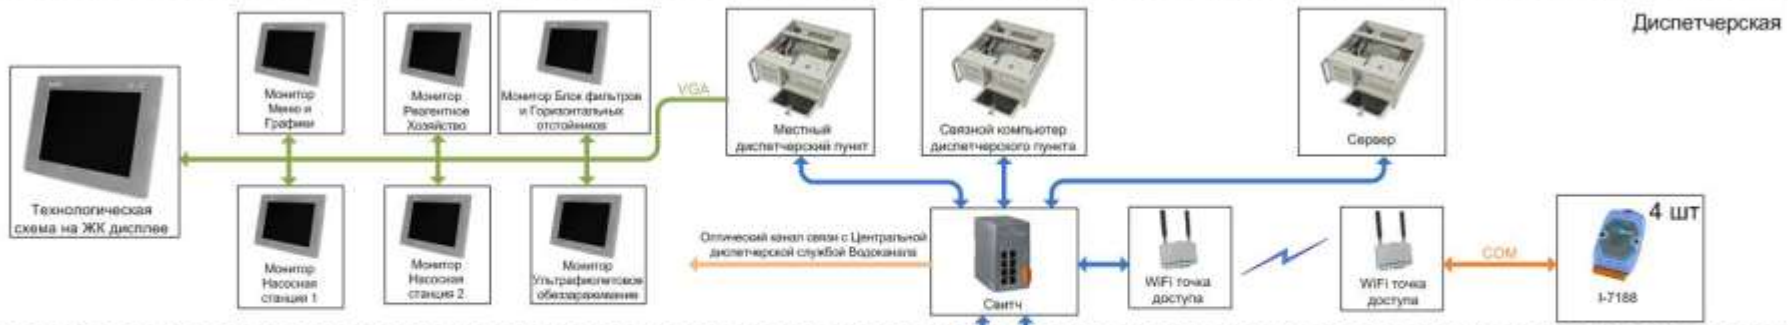 Диспетчерская
Монитор
Меню и
Графики
Монитор
Реагентное
Хозяйство
Монитор Блок фильтров
и Горизонтальных
отстойников
VGA
Местный
диспетчерский пункт
Связной компьютер
диспетчерского пункта
Сервер
Технологическая
схема на ЖК дисплее
Монитор
Насосная
станция 1
Монитор
Насосная
станция 2
Монитор
Ультрафиолетовое
обеззараживание
Оптический канал связи с Центральной
диспетчерской службой Водоканала
Свитч
WiFi точка
доступа
WiFi точка
доступа
COM
4 шт
I-7188